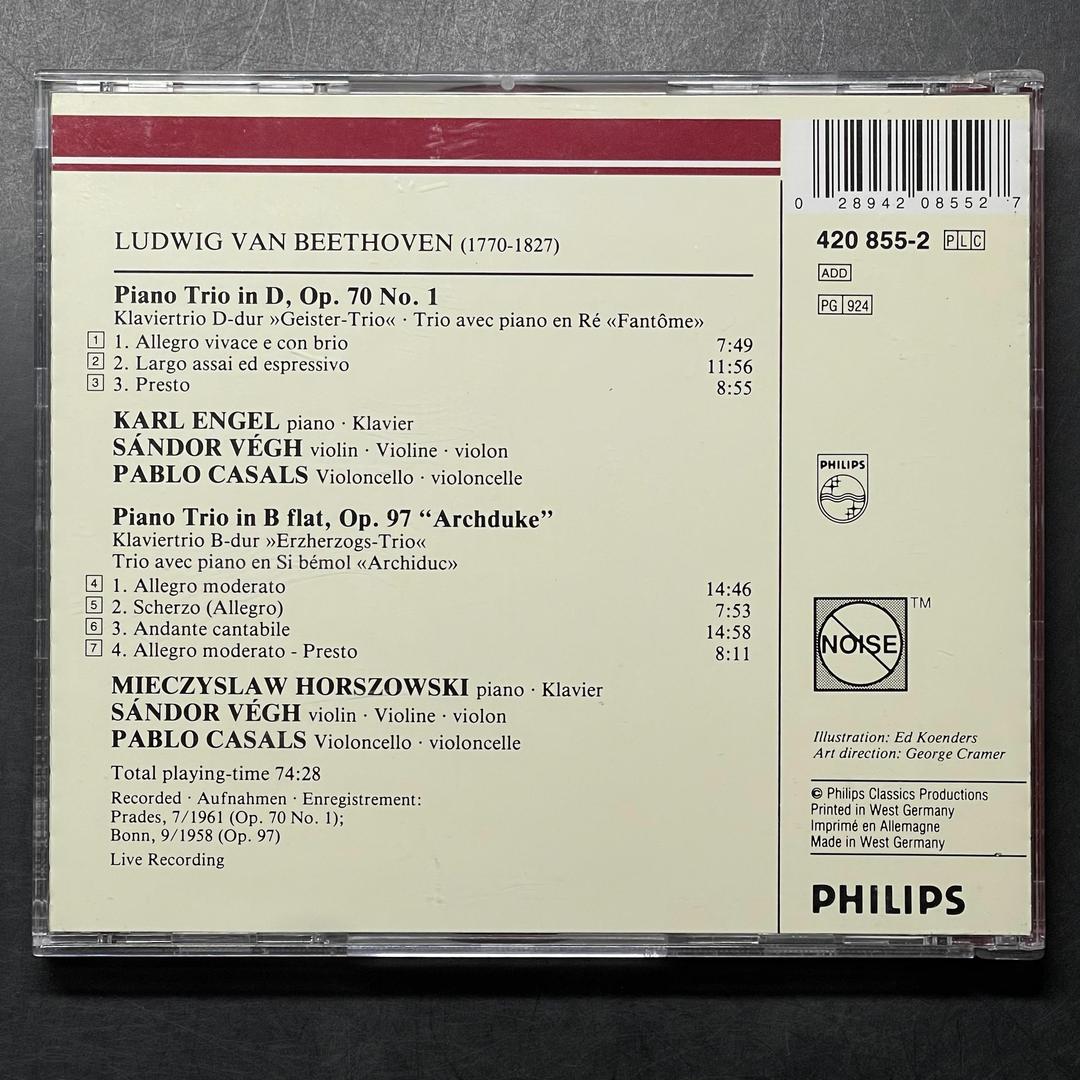 LUDWIG VAN BEETHOVEN (1770-1827)
Piano Trio in D, Op. 70 No. 1
Klaviertrio D-dur »Geister-Trio« · Trio avec piano en Ré «Fantôme»
1 1. Allegro vivace e con brio 7:49
2 2. Largo assai ed espressivo 11:56
3 3. Presto 8:55
KARL ENGEL piano · Klavier
SÁNDOR VÉGH violin · Violine · violon
PABLO CASALS Violoncello · violoncelle
Piano Trio in B flat, Op. 97 “Archduke”
Klaviertrio B-dur »Erzherzogs-Trio«
Trio avec piano en Si bémol «Archiduc»
4 1. Allegro moderato 14:46
5 2. Scherzo (Allegro) 7:53
6 3. Andante cantabile 14:58
7 4. Allegro moderato - Presto 8:11
MIECZYSLAW HORSZOWSKI piano · Klavier
SÁNDOR VÉGH violin · Violine · violon
PABLO CASALS Violoncello · violoncelle
Total playing-time 74:28
Recorded · Aufnahmen · Enregistrement:
Prades, 7/1961 (Op. 70 No. 1);
Bonn, 9/1958 (Op. 97)
Live Recording
0 28942 08552 7
420 855-2 PLC
ADD
PG 924
PHILIPS
NOISE TM
Illustration: Ed Koenders
Art direction: George Cramer
© Philips Classics Productions
Printed in West Germany
Imprimé en Allemagne
Made in West Germany
PHILIPS